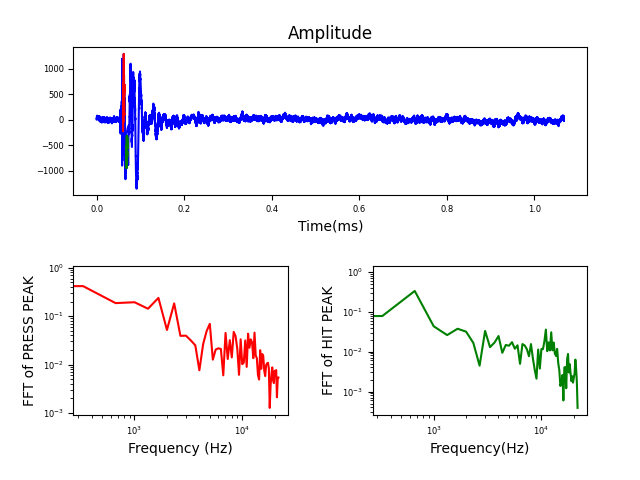 Amplitude
1000
500
0
−500
−1000
0.0 0.2 0.4 0.6 0.8 1.0
Time(ms)
FFT of PRESS PEAK
10⁰
10⁻¹
10⁻²
10⁻³
10³ 10⁴
Frequency (Hz)
FFT of HIT PEAK
10⁰
10⁻¹
10⁻²
10⁻³
10³ 10⁴
Frequency(Hz)